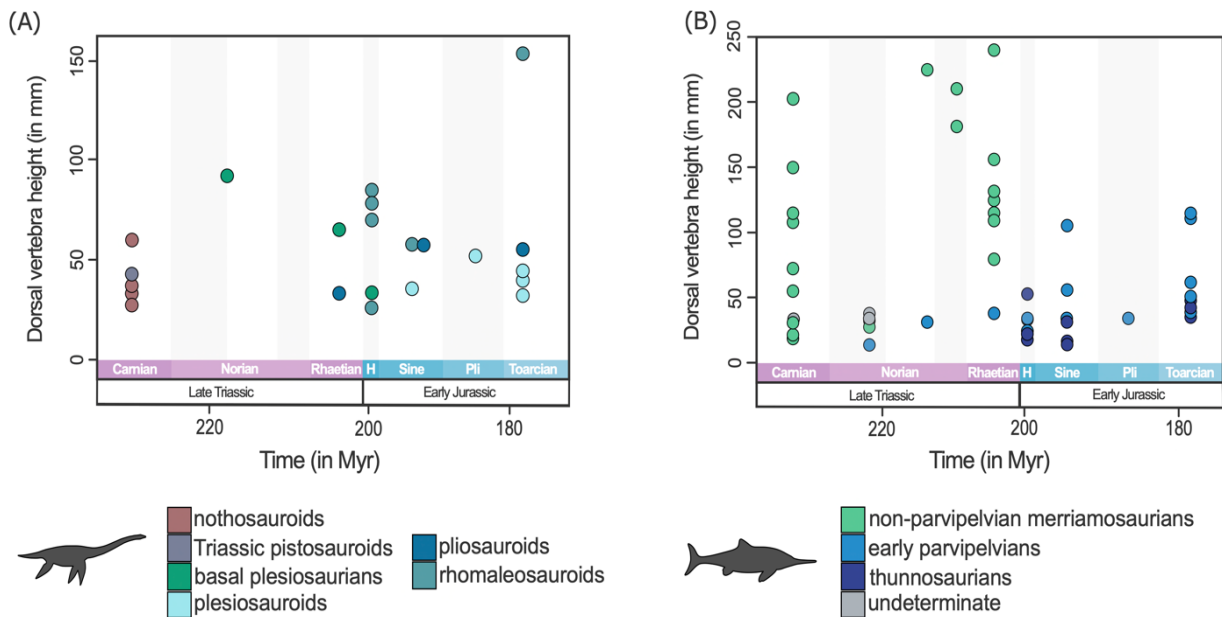 (A)
Dorsal vertebra height (in mm)
150
100
50
0
Carnian Norian Rhaetian H Sine Pli Toarcian
Late Triassic Early Jurassic
220 200 180
Time (in Myr)
nothosauroids
Triassic pistosauroids
basal plesiosaurians
plesiosauroids
pliosauroids
rhomaleosauroids
(B)
Dorsal vertebra height (in mm)
250
200
150
100
50
0
Carnian Norian Rhaetian H Sine Pli Toarcian
Late Triassic Early Jurassic
220 200 180
Time (in Myr)
non-parvipelvian merriamosaurians
early parvipelvians
thunnosaurians
undeterminate